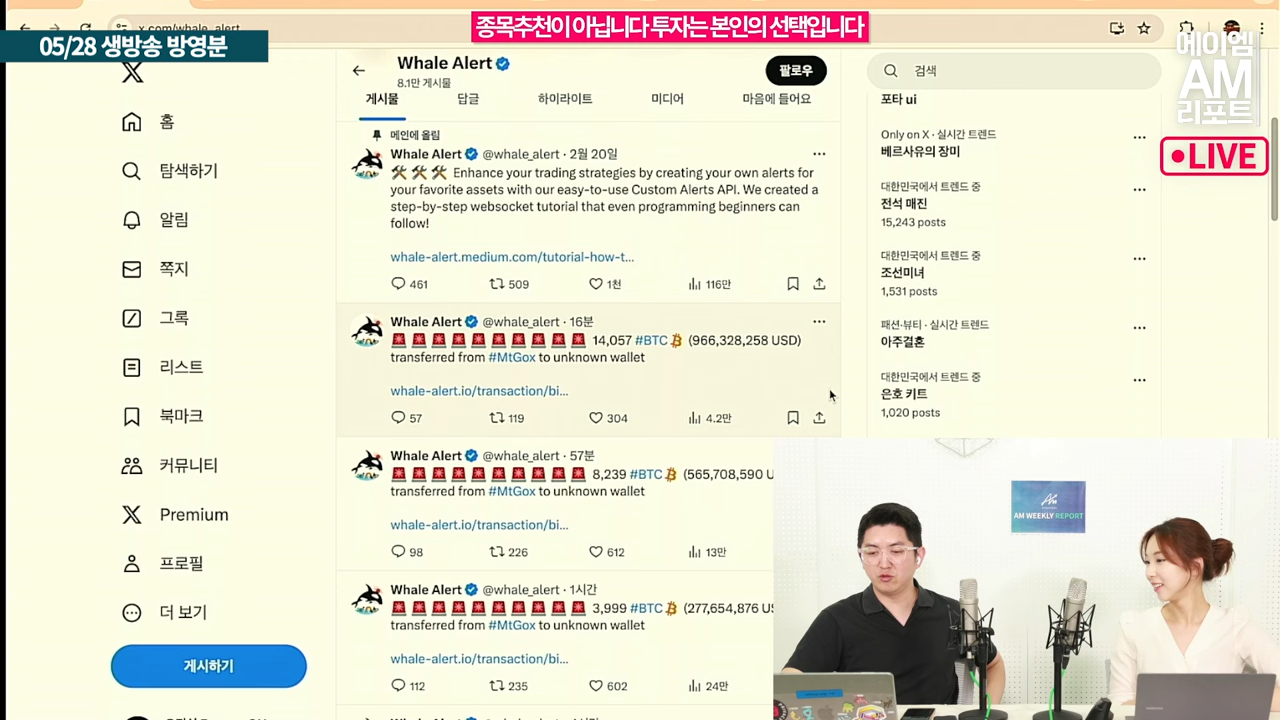 종목추천이 아닙니다 투자는 본인의 선택입니다
x.com/whale_alert
05/28 생방송 방영분
에이엠
AM
리포트
LIVE
홈
탐색하기
알림
쪽지
그록
리스트
북마크
커뮤니티
Premium
프로필
더 보기
게시하기
Whale Alert
8.1만 게시물
팔로우
게시물 답글 하이라이트 미디어 마음에 들어요
메인에 올림
Whale Alert @whale_alert · 2월 20일
Enhance your trading strategies by creating your own alerts for
your favorite assets with our easy-to-use Custom Alerts API. We created a
step-by-step websocket tutorial that even programming beginners can
follow!
whale-alert.medium.com/tutorial-how-t...
461 509 1천 116만
Whale Alert @whale_alert · 16분
14,057 #BTC (966,328,258 USD)
transferred from #MtGox to unknown wallet
whale-alert.io/transaction/bi...
57 119 304 4.2만
Whale Alert @whale_alert · 57분
8,239 #BTC (565,708,590 U
transferred from #MtGox to unknown wallet
whale-alert.io/transaction/bi...
98 226 612 13만
Whale Alert @whale_alert · 1시간
3,999 #BTC (277,654,876 US
transferred from #MtGox to unknown wallet
whale-alert.io/transaction/bi...
112 235 602 24만
검색
포타 ui
Only on X · 실시간 트렌드
베르사유의 장미
대한민국에서 트렌드 중
전석 매진
15,243 posts
대한민국에서 트렌드 중
조선미녀
1,531 posts
패션·뷰티 · 실시간 트렌드
아주결혼
대한민국에서 트렌드 중
은호 키트
1,020 posts
AM WEEKLY REPORT